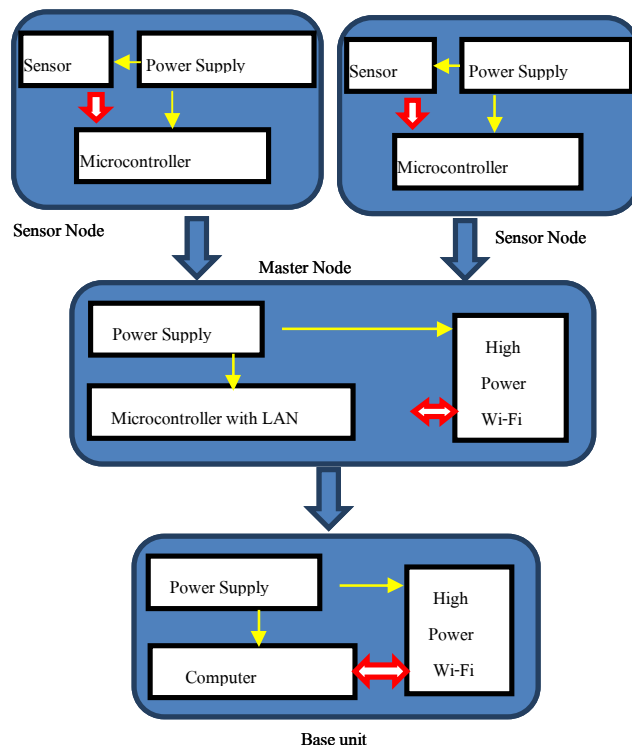 Sensor
Power Supply
Microcontroller
Sensor
Power Supply
Microcontroller
Sensor Node
Sensor Node
Master Node
Power Supply
Microcontroller with LAN
High
Power
Wi-Fi
Power Supply
Computer
High
Power
Wi-Fi
Base unit